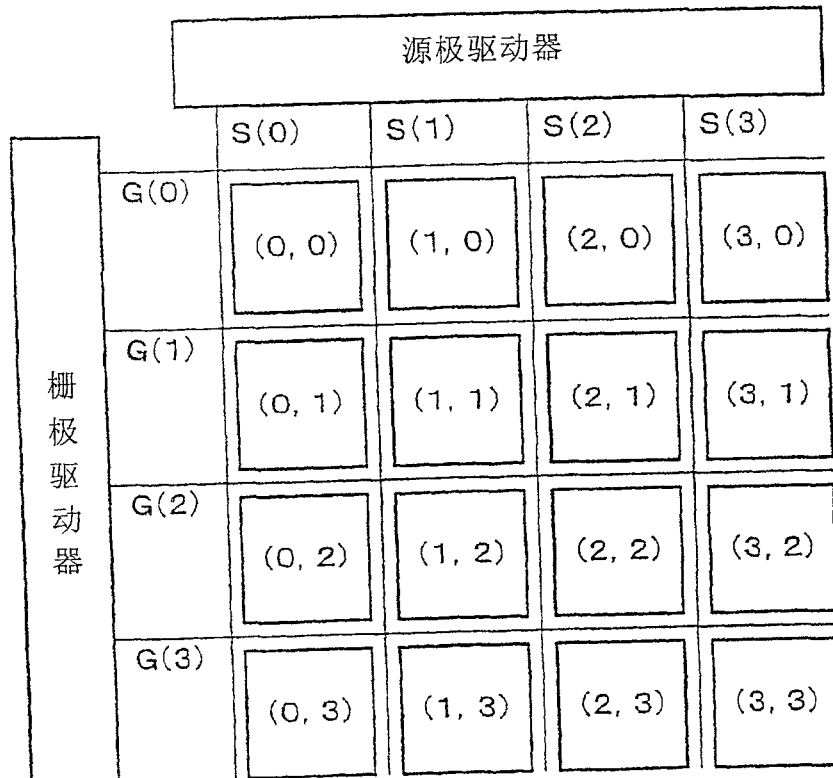 源极驱动器
S(0) S(1) S(2) S(3)
栅极驱动器
G(0)
(0, 0) (1, 0) (2, 0) (3, 0)
G(1)
(0, 1) (1, 1) (2, 1) (3, 1)
G(2)
(0, 2) (1, 2) (2, 2) (3, 2)
G(3)
(0, 3) (1, 3) (2, 3) (3, 3)